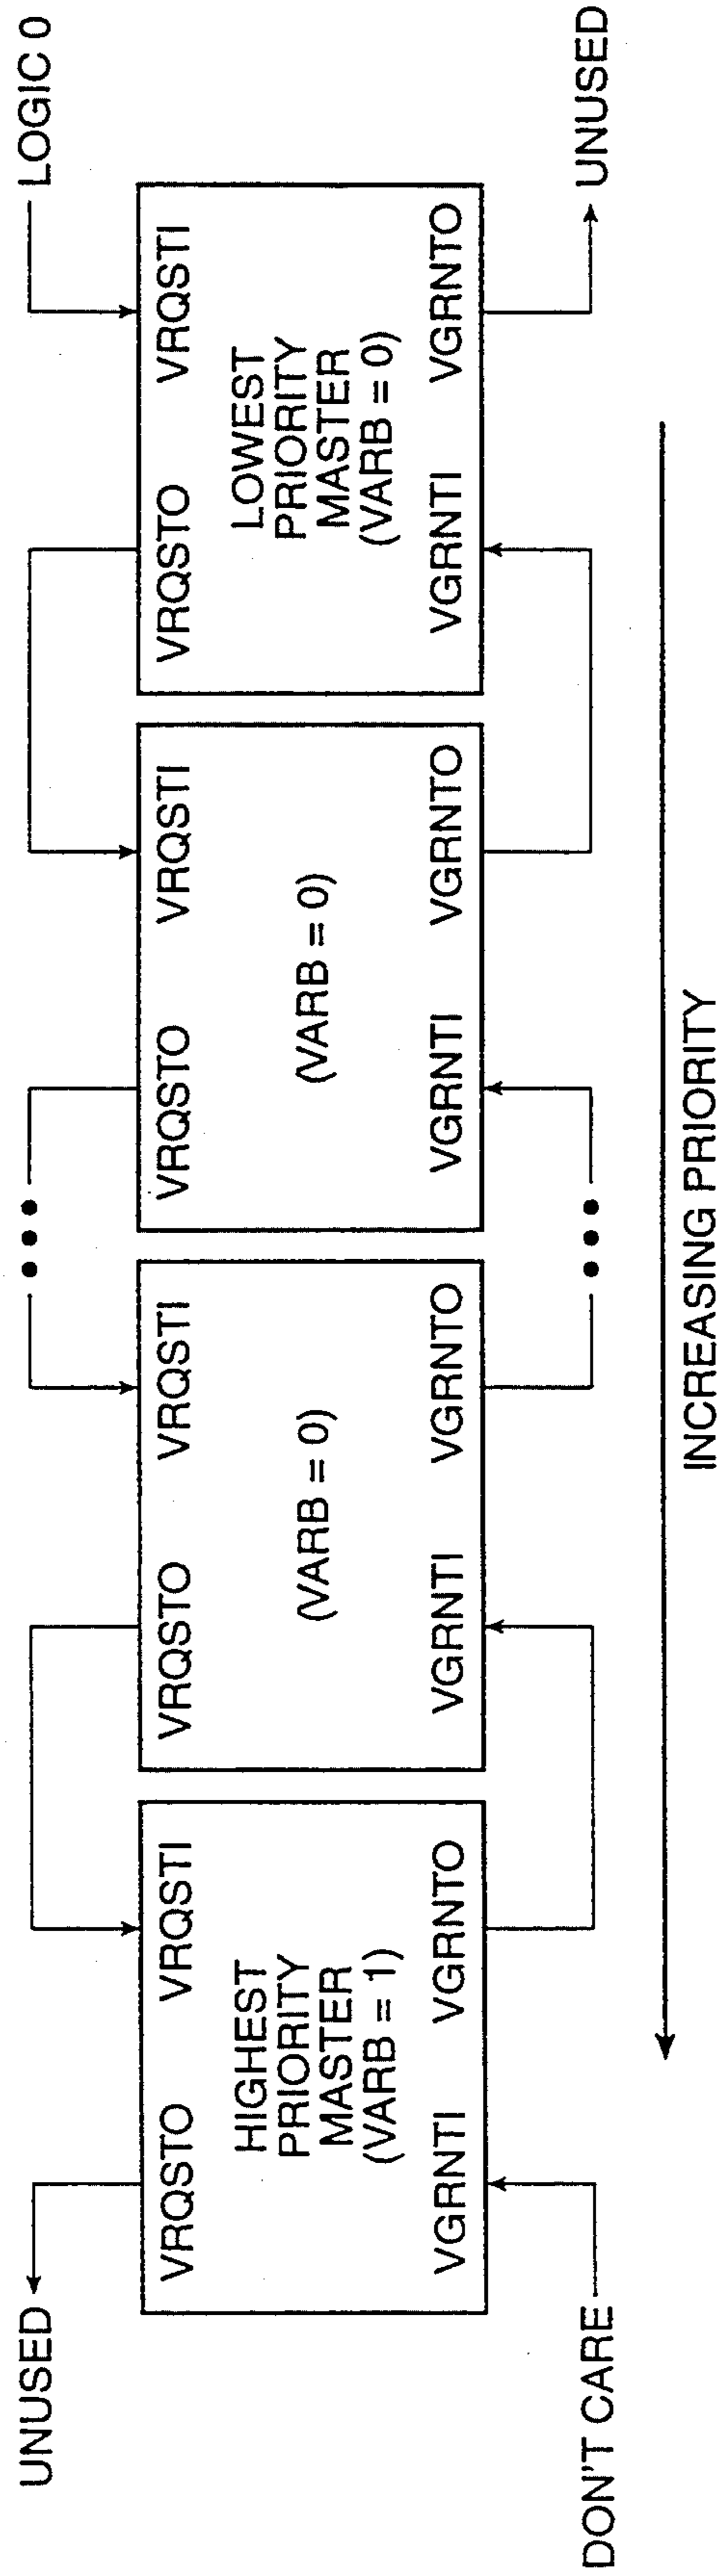 UNUSED
LOGIC 0
VRQSTO
VRQSTI
VRQSTO
VRQSTI
VRQSTO
VRQSTI
VRQSTO
VRQSTI
HIGHEST
PRIORITY
MASTER
(VARB = 1)
(VARB = 0)
(VARB = 0)
LOWEST
PRIORITY
MASTER
(VARB = 0)
VGRNTI
VGRNTO
VGRNTI
VGRNTO
VGRNTI
VGRNTO
VGRNTI
VGRNTO
DON'T CARE
UNUSED
INCREASING PRIORITY